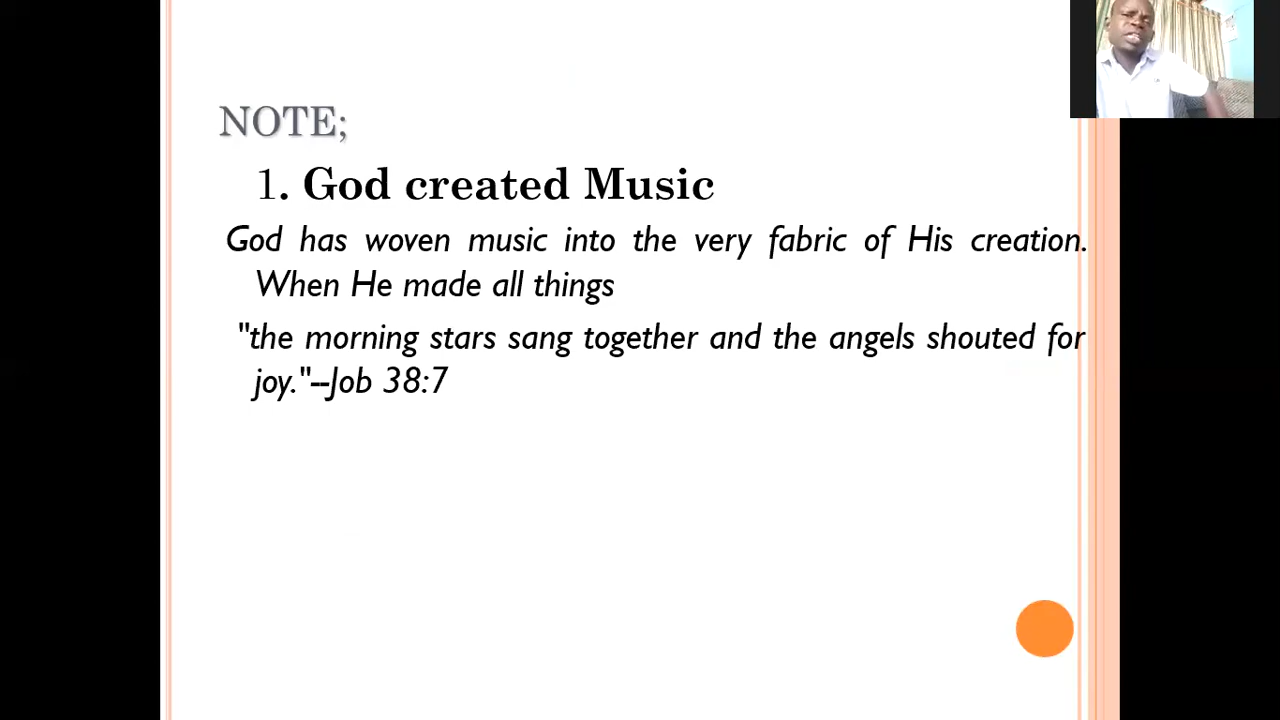 NOTE;
1. God created Music
God has woven music into the very fabric of His creation.
When He made all things
"the morning stars sang together and the angels shouted for
joy."--Job 38:7